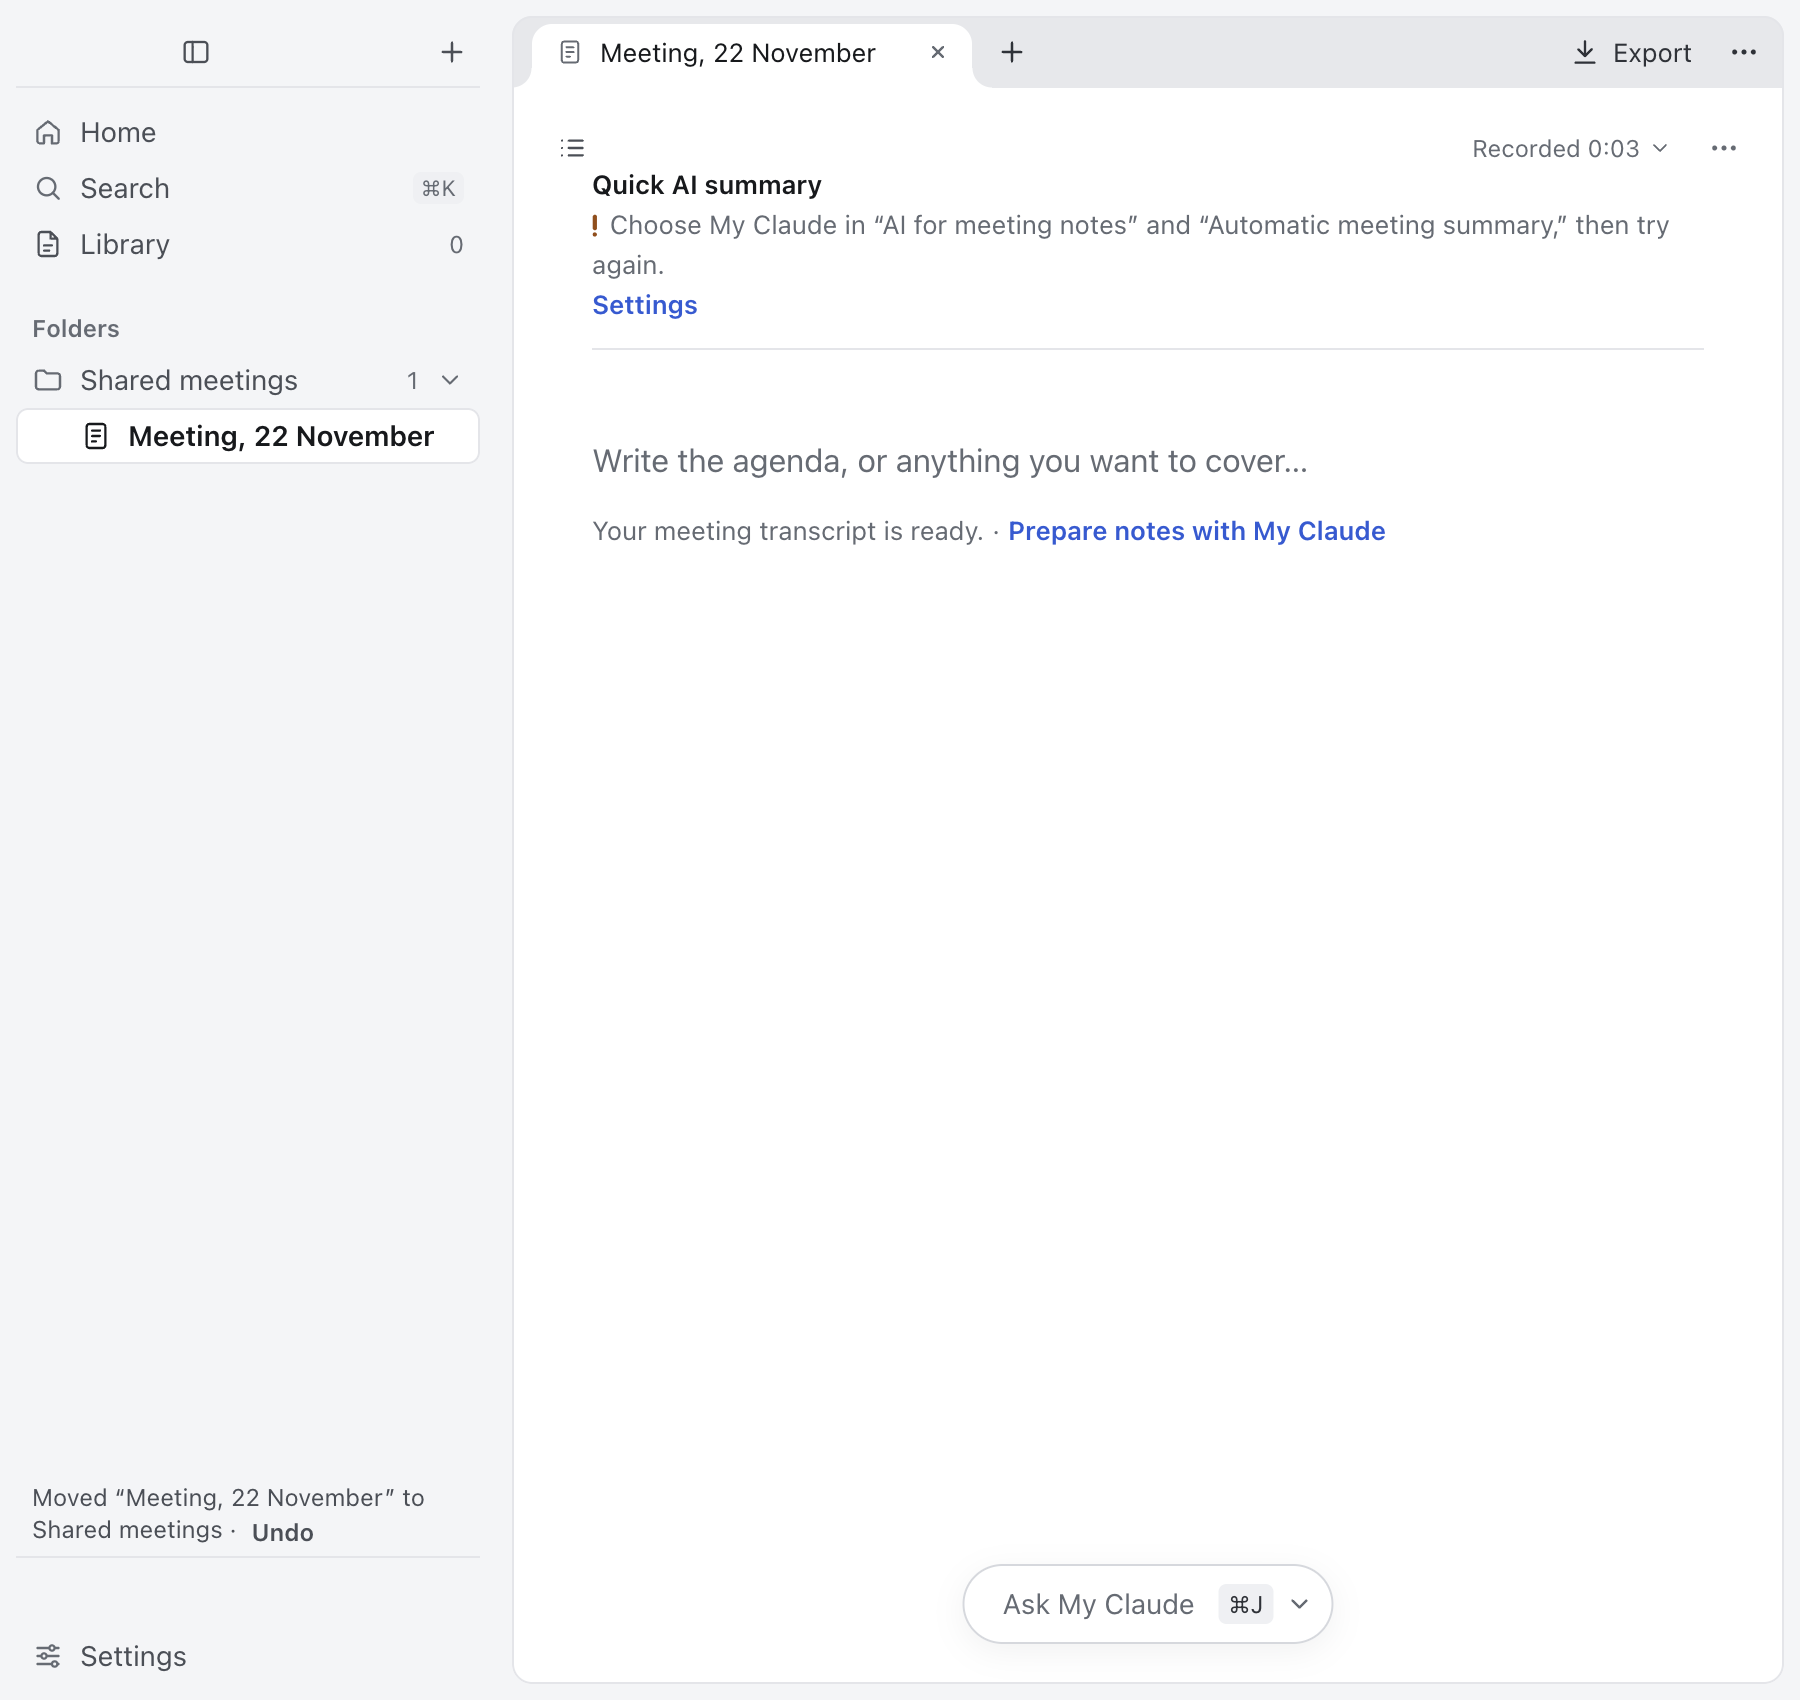 Home
Search ⌘K
Library 0
Folders
Shared meetings 1
Meeting, 22 November
Moved “Meeting, 22 November” to
Shared meetings · Undo
Settings
Meeting, 22 November
Export
Recorded 0:03
Quick AI summary
! Choose My Claude in “AI for meeting notes” and “Automatic meeting summary,” then try
again.
Settings
Write the agenda, or anything you want to cover...
Your meeting transcript is ready. · Prepare notes with My Claude
Ask My Claude ⌘J